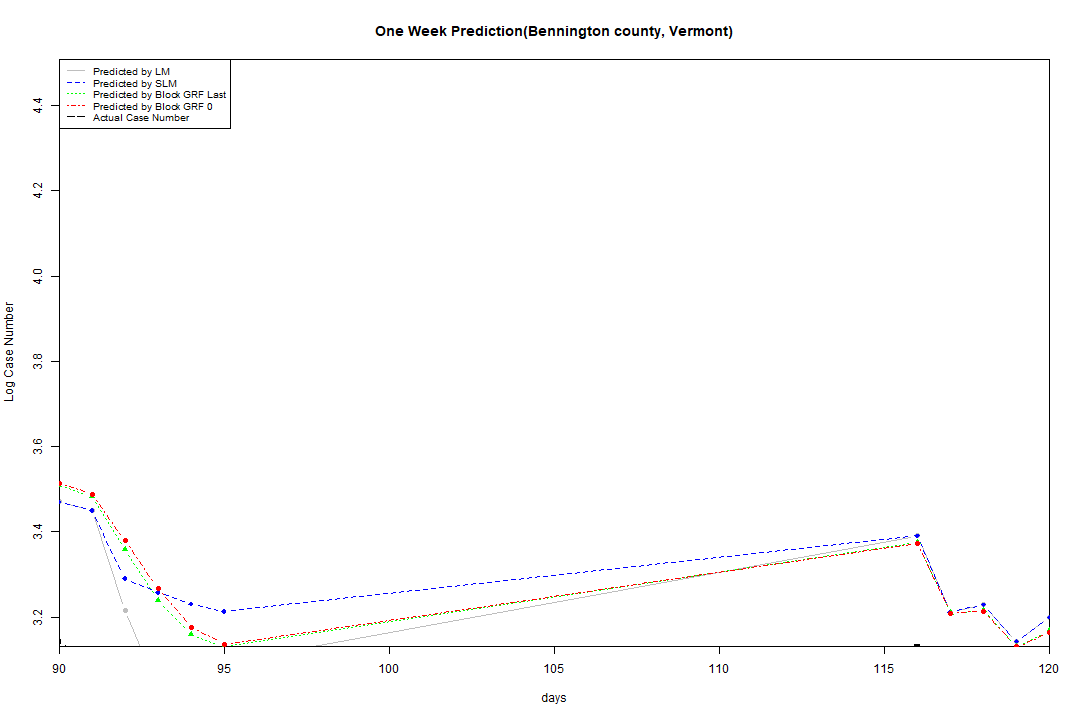 One Week Prediction(Bennington county, Vermont)
Predicted by LM
Predicted by SLM
Predicted by Block GRF Last
Predicted by Block GRF 0
Actual Case Number
4.4
4.2
4.0
3.8
3.6
3.4
3.2
Log Case Number
90 95 100 105 110 115 120
days